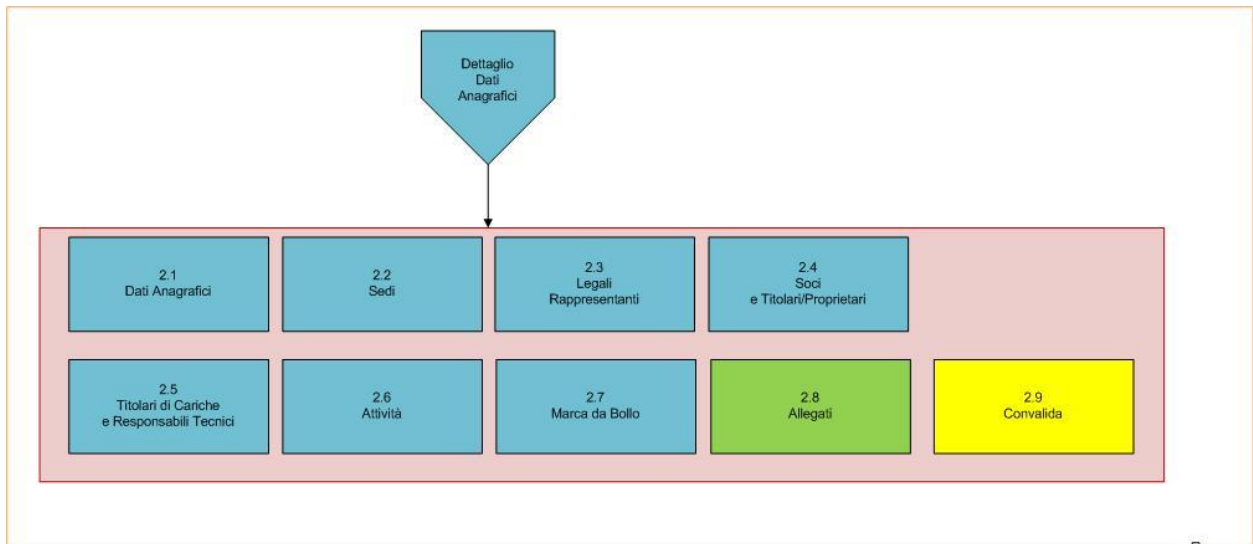 Dettaglio
Dati
Anagrafici
2.1
Dati Anagrafici
2.2
Sedi
2.3
Legali
Rappresentanti
2.4
Soci
e Titolari/Proprietari
2.5
Titolari di Cariche
e Responsabili Tecnici
2.6
Attività
2.7
Marca da Bollo
2.8
Allegati
2.9
Convalida